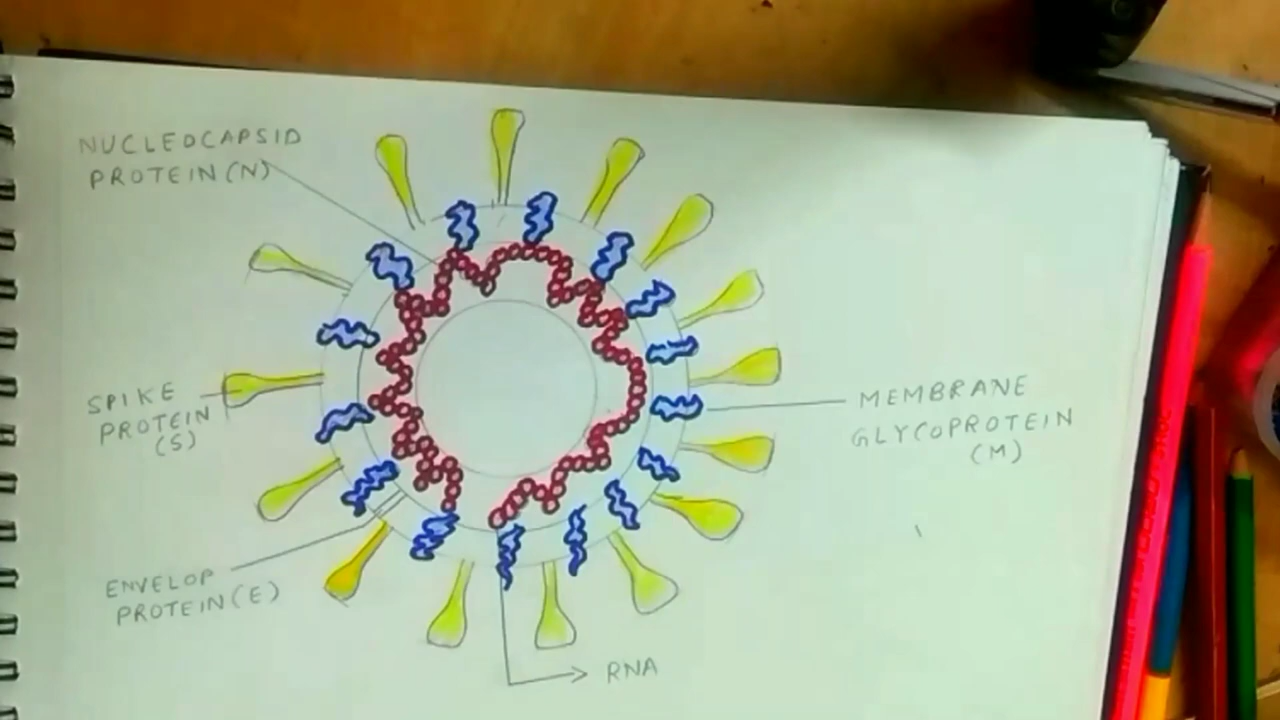 NUCLEOCAPSID
PROTEIN (N)
SPIKE
PROTEIN
(S)
MEMBRANE
GLYCOPROTEIN
(M)
ENVELOP
PROTEIN (E)
RNA